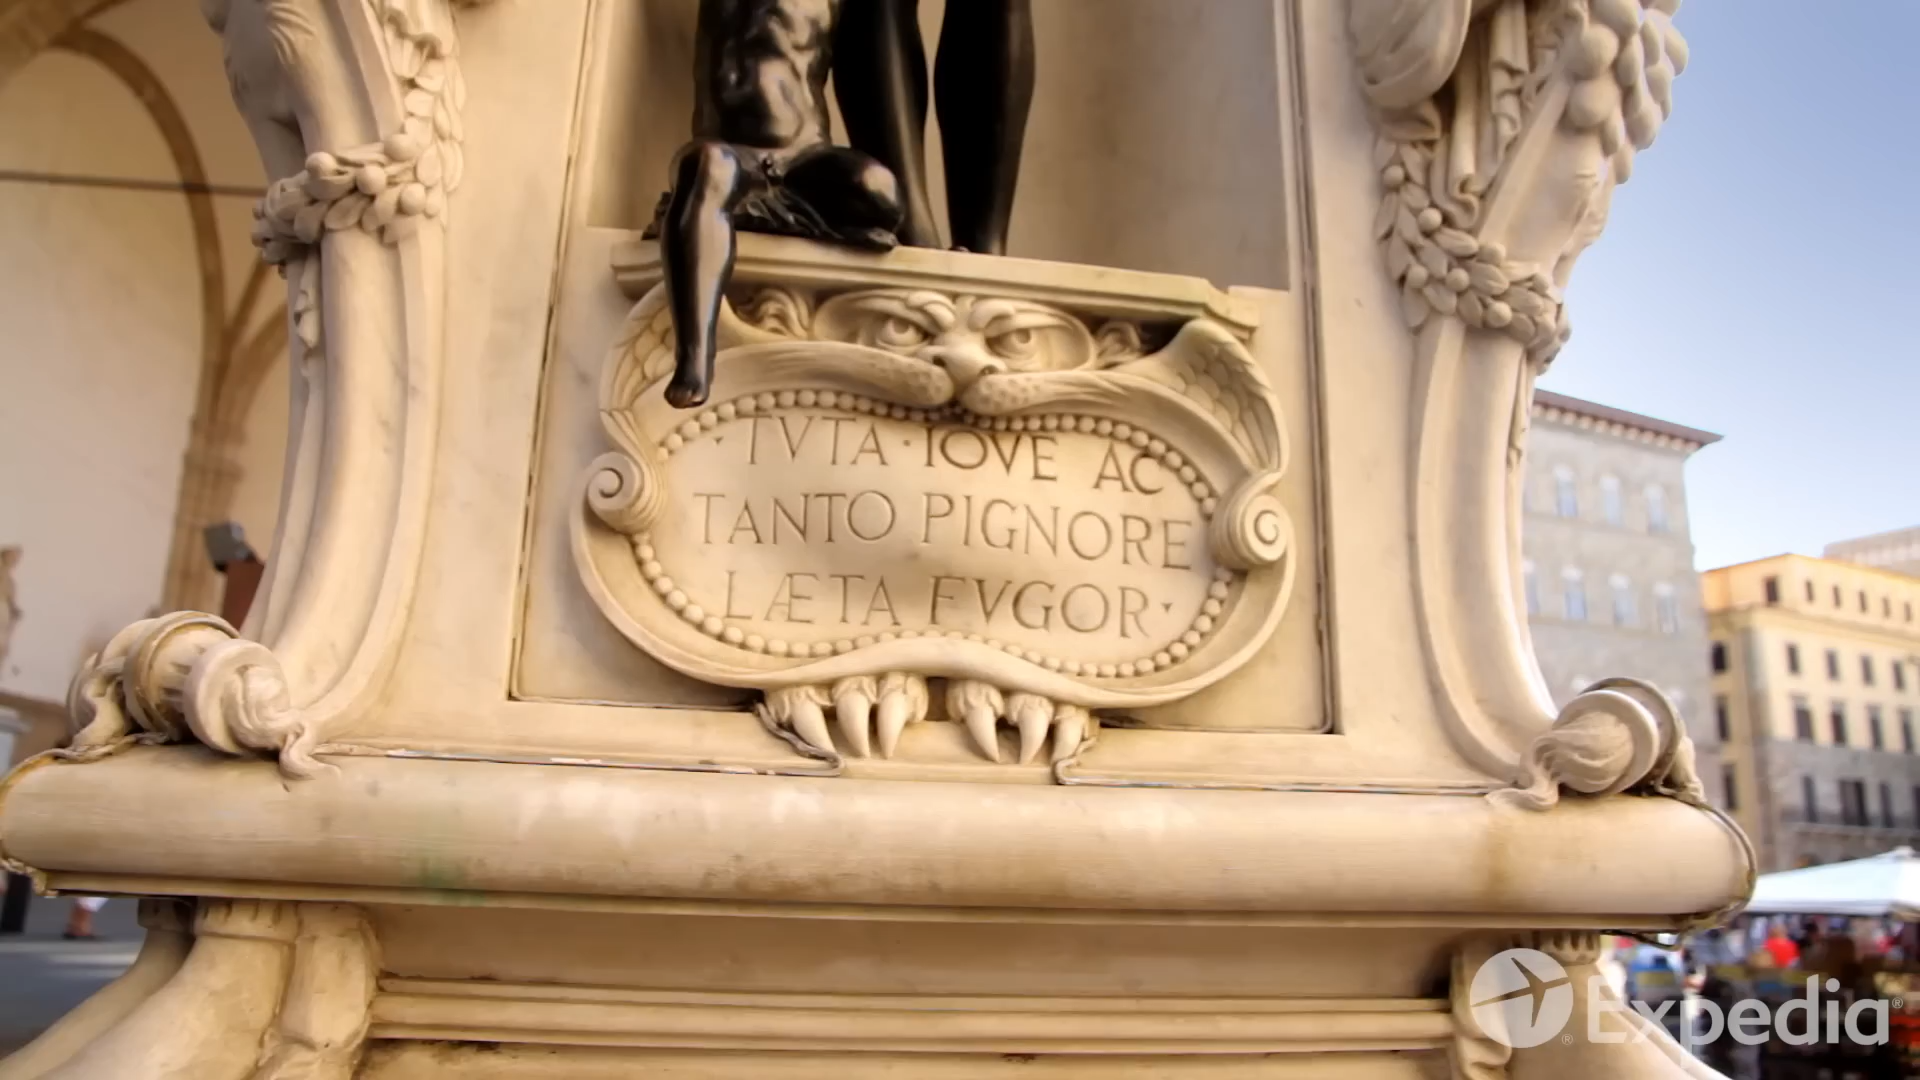 · TVTA · IOVE AC
TANTO PIGNORE
LÆTA FVGOR ·
Expedia®